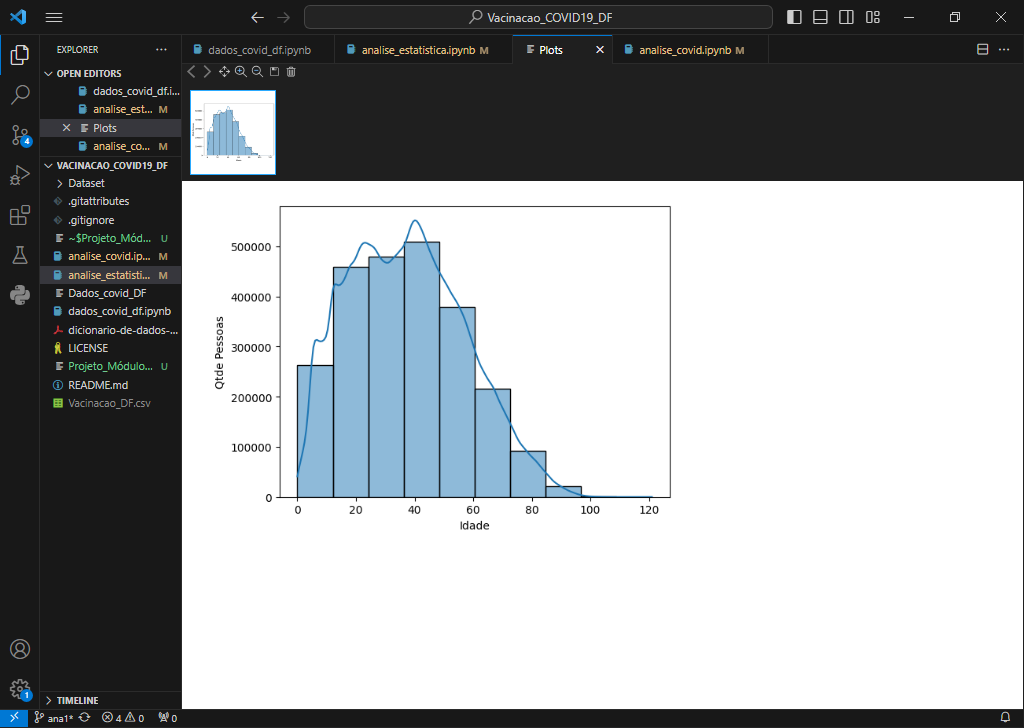 Vacinacao_COVID19_DF
EXPLORER
dados_covid_df.ipynb
analise_estatistica.ipynb M
Plots
analise_covid.ipynb M
OPEN EDITORS
dados_covid_df.i...
analise_est... M
Plots
analise_co... M
VACINACAO_COVID19_DF
Dataset
.gitattributes
.gitignore
~$Projeto_Mód... U
analise_covid.ip... M
analise_estatisti... M
Dados_covid_DF
dados_covid_df.ipynb
dicionario-de-dados-...
LICENSE
Projeto_Módulo... U
README.md
Vacinacao_DF.csv
Qtde Pessoas
500000
400000
300000
200000
100000
0
0 20 40 60 80 100 120
Idade
4
1
TIMELINE
ana1* 4 0 0